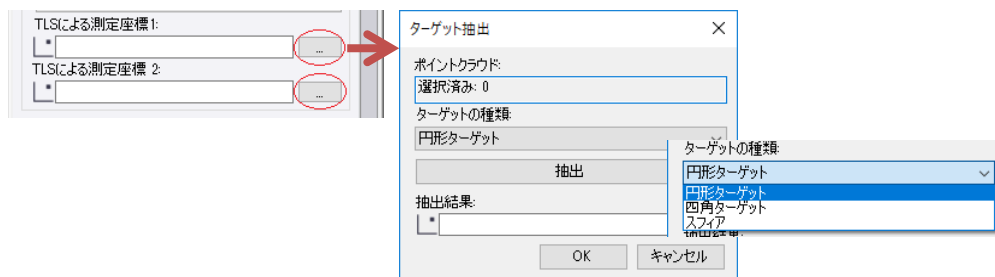 TLSによる測定座標1:
...
TLSによる測定座標 2:
...
ターゲット抽出
ポイントクラウド:
選択済み: 0
ターゲットの種類:
円形ターゲット
抽出
抽出結果:
OK
キャンセル
ターゲットの種類:
円形ターゲット
円形ターゲット
四角ターゲット
スフィア
抽出結果: